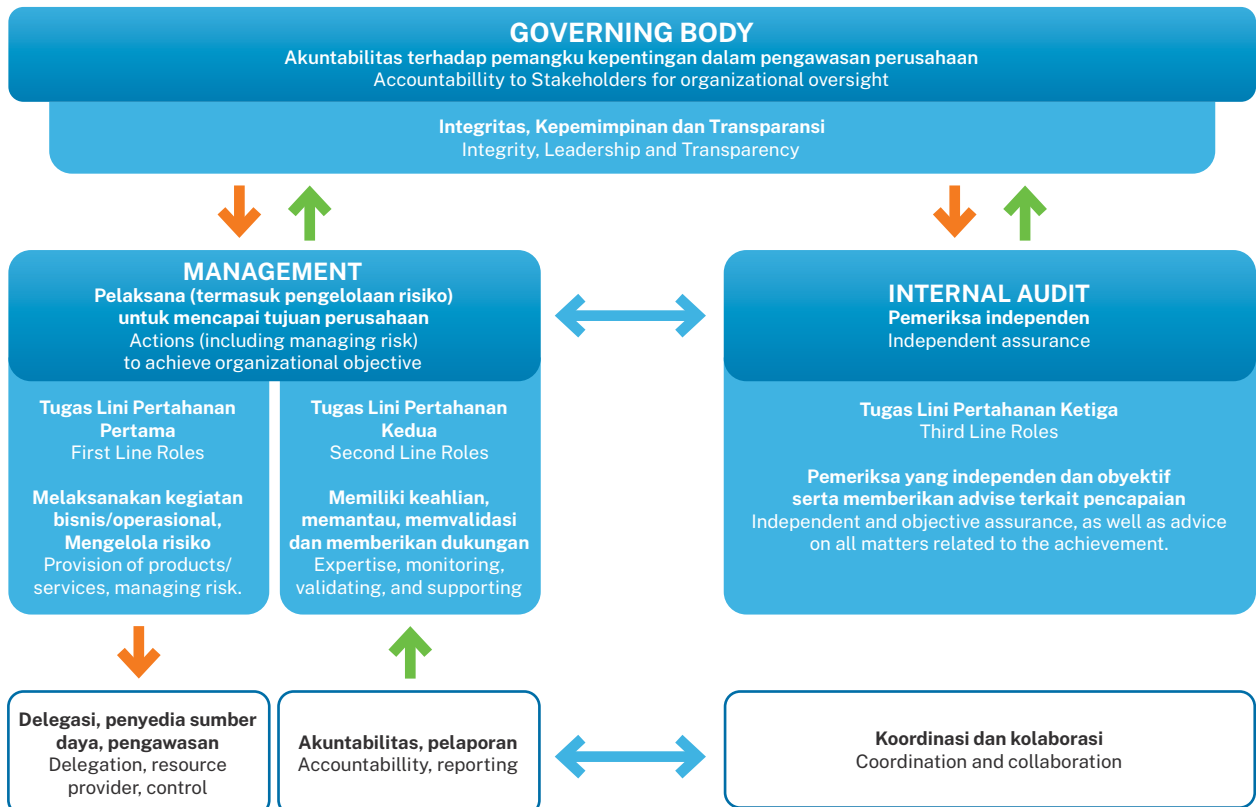 GOVERNING BODY
Akuntabilitas terhadap pemangku kepentingan dalam pengawasan perusahaan
Accountabillity to Stakeholders for organizational oversight
Integritas, Kepemimpinan dan Transparansi
Integrity, Leadership and Transparency
MANAGEMENT
Pelaksana (termasuk pengelolaan risiko)
untuk mencapai tujuan perusahaan
Actions (including managing risk)
to achieve organizational objective
INTERNAL AUDIT
Pemeriksa independen
Independent assurance
Tugas Lini Pertahanan
Pertama
First Line Roles
Melaksanakan kegiatan
bisnis/operasional,
Mengelola risiko
Provision of products/
services, managing risk.
Tugas Lini Pertahanan
Kedua
Second Line Roles
Memiliki keahlian,
memantau, memvalidasi
dan memberikan dukungan
Expertise, monitoring,
validating, and supporting
Tugas Lini Pertahanan Ketiga
Third Line Roles
Pemeriksa yang independen dan obyektif
serta memberikan advise terkait pencapaian
Independent and objective assurance, as well as advice
on all matters related to the achievement.
Delegasi, penyedia sumber
daya, pengawasan
Delegation, resource
provider, control
Akuntabilitas, pelaporan
Accountabillity, reporting
Koordinasi dan kolaborasi
Coordination and collaboration